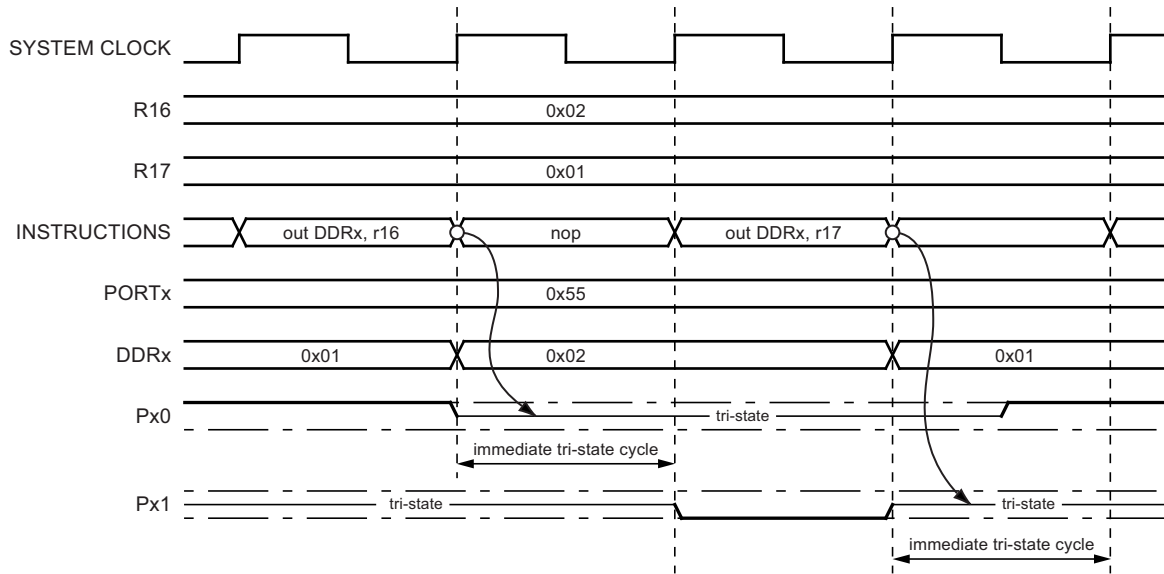 SYSTEM CLOCK
R16
0x02
R17
0x01
INSTRUCTIONS
out DDRx, r16
nop
out DDRx, r17
PORTx
0x55
DDRx
0x01
0x02
0x01
Px0
tri-state
immediate tri-state cycle
Px1
tri-state
tri-state
immediate tri-state cycle